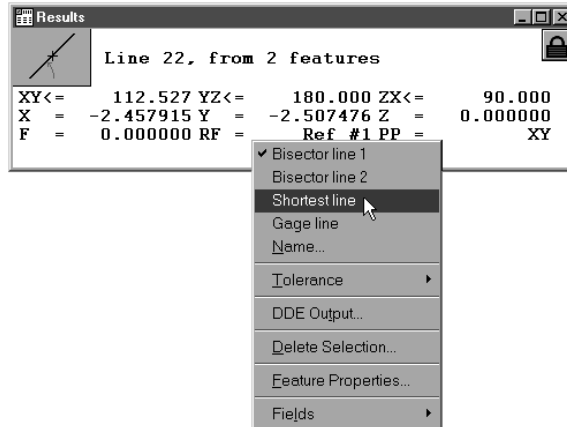 Results
Line 22, from 2 features
XY<= 112.527 YZ<= 180.000 ZX<= 90.000
X = -2.457915 Y = -2.507476 Z = 0.000000
F = 0.000000 RF = Ref #1 PP = XY
Bisector line 1
Bisector line 2
Shortest line
Gage line
Name...
Tolerance
DDE Output...
Delete Selection...
Feature Properties...
Fields